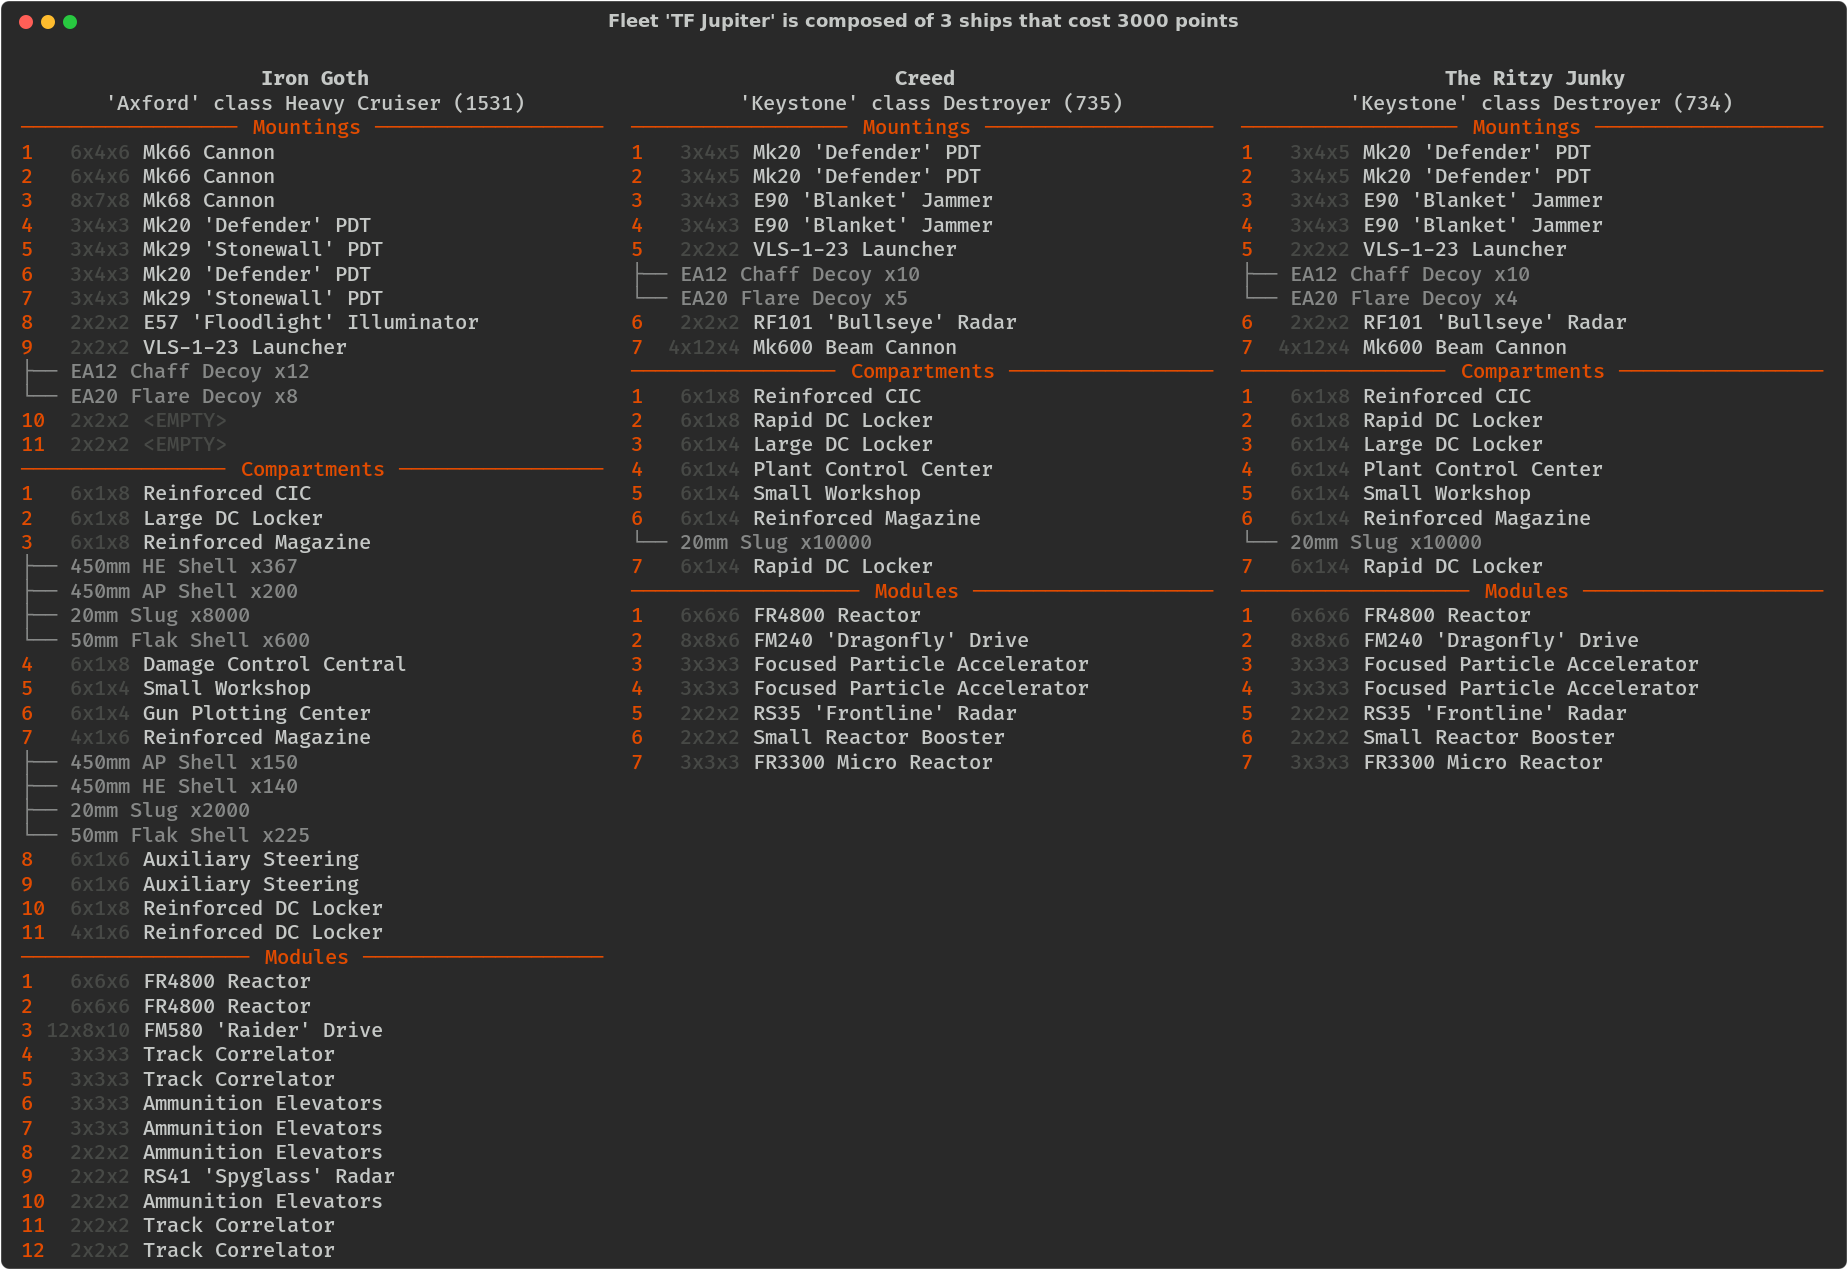 Fleet 'TF Jupiter' is composed of 3 ships that cost 3000 points
Iron Goth
'Axford' class Heavy Cruiser (1531)
Mountings
1 6x4x6 Mk66 Cannon
2 6x4x6 Mk66 Cannon
3 8x7x8 Mk68 Cannon
4 3x4x3 Mk20 'Defender' PDT
5 3x4x3 Mk29 'Stonewall' PDT
6 3x4x3 Mk20 'Defender' PDT
7 3x4x3 Mk29 'Stonewall' PDT
8 2x2x2 E57 'Floodlight' Illuminator
9 2x2x2 VLS-1-23 Launcher
EA12 Chaff Decoy x12
EA20 Flare Decoy x8
10 2x2x2 <EMPTY>
11 2x2x2 <EMPTY>
Compartments
1 6x1x8 Reinforced CIC
2 6x1x8 Large DC Locker
3 6x1x8 Reinforced Magazine
450mm HE Shell x367
450mm AP Shell x200
20mm Slug x8000
50mm Flak Shell x600
4 6x1x8 Damage Control Central
5 6x1x4 Small Workshop
6 6x1x4 Gun Plotting Center
7 4x1x6 Reinforced Magazine
450mm AP Shell x150
450mm HE Shell x140
20mm Slug x2000
50mm Flak Shell x225
8 6x1x6 Auxiliary Steering
9 6x1x6 Auxiliary Steering
10 6x1x8 Reinforced DC Locker
11 4x1x6 Reinforced DC Locker
Modules
1 6x6x6 FR4800 Reactor
2 6x6x6 FR4800 Reactor
3 12x8x10 FM580 'Raider' Drive
4 3x3x3 Track Correlator
5 3x3x3 Track Correlator
6 3x3x3 Ammunition Elevators
7 3x3x3 Ammunition Elevators
8 2x2x2 Ammunition Elevators
9 2x2x2 RS41 'Spyglass' Radar
10 2x2x2 Ammunition Elevators
11 2x2x2 Track Correlator
12 2x2x2 Track Correlator
Creed
'Keystone' class Destroyer (735)
Mountings
1 3x4x5 Mk20 'Defender' PDT
2 3x4x5 Mk20 'Defender' PDT
3 3x4x3 E90 'Blanket' Jammer
4 3x4x3 E90 'Blanket' Jammer
5 2x2x2 VLS-1-23 Launcher
EA12 Chaff Decoy x10
EA20 Flare Decoy x5
6 2x2x2 RF101 'Bullseye' Radar
7 4x12x4 Mk600 Beam Cannon
Compartments
1 6x1x8 Reinforced CIC
2 6x1x8 Rapid DC Locker
3 6x1x4 Large DC Locker
4 6x1x4 Plant Control Center
5 6x1x4 Small Workshop
6 6x1x4 Reinforced Magazine
20mm Slug x10000
7 6x1x4 Rapid DC Locker
Modules
1 6x6x6 FR4800 Reactor
2 8x8x6 FM240 'Dragonfly' Drive
3 3x3x3 Focused Particle Accelerator
4 3x3x3 Focused Particle Accelerator
5 2x2x2 RS35 'Frontline' Radar
6 2x2x2 Small Reactor Booster
7 3x3x3 FR3300 Micro Reactor
The Ritzy Junky
'Keystone' class Destroyer (734)
Mountings
1 3x4x5 Mk20 'Defender' PDT
2 3x4x5 Mk20 'Defender' PDT
3 3x4x3 E90 'Blanket' Jammer
4 3x4x3 E90 'Blanket' Jammer
5 2x2x2 VLS-1-23 Launcher
EA12 Chaff Decoy x10
EA20 Flare Decoy x4
6 2x2x2 RF101 'Bullseye' Radar
7 4x12x4 Mk600 Beam Cannon
Compartments
1 6x1x8 Reinforced CIC
2 6x1x8 Rapid DC Locker
3 6x1x4 Large DC Locker
4 6x1x4 Plant Control Center
5 6x1x4 Small Workshop
6 6x1x4 Reinforced Magazine
20mm Slug x10000
7 6x1x4 Rapid DC Locker
Modules
1 6x6x6 FR4800 Reactor
2 8x8x6 FM240 'Dragonfly' Drive
3 3x3x3 Focused Particle Accelerator
4 3x3x3 Focused Particle Accelerator
5 2x2x2 RS35 'Frontline' Radar
6 2x2x2 Small Reactor Booster
7 3x3x3 FR3300 Micro Reactor